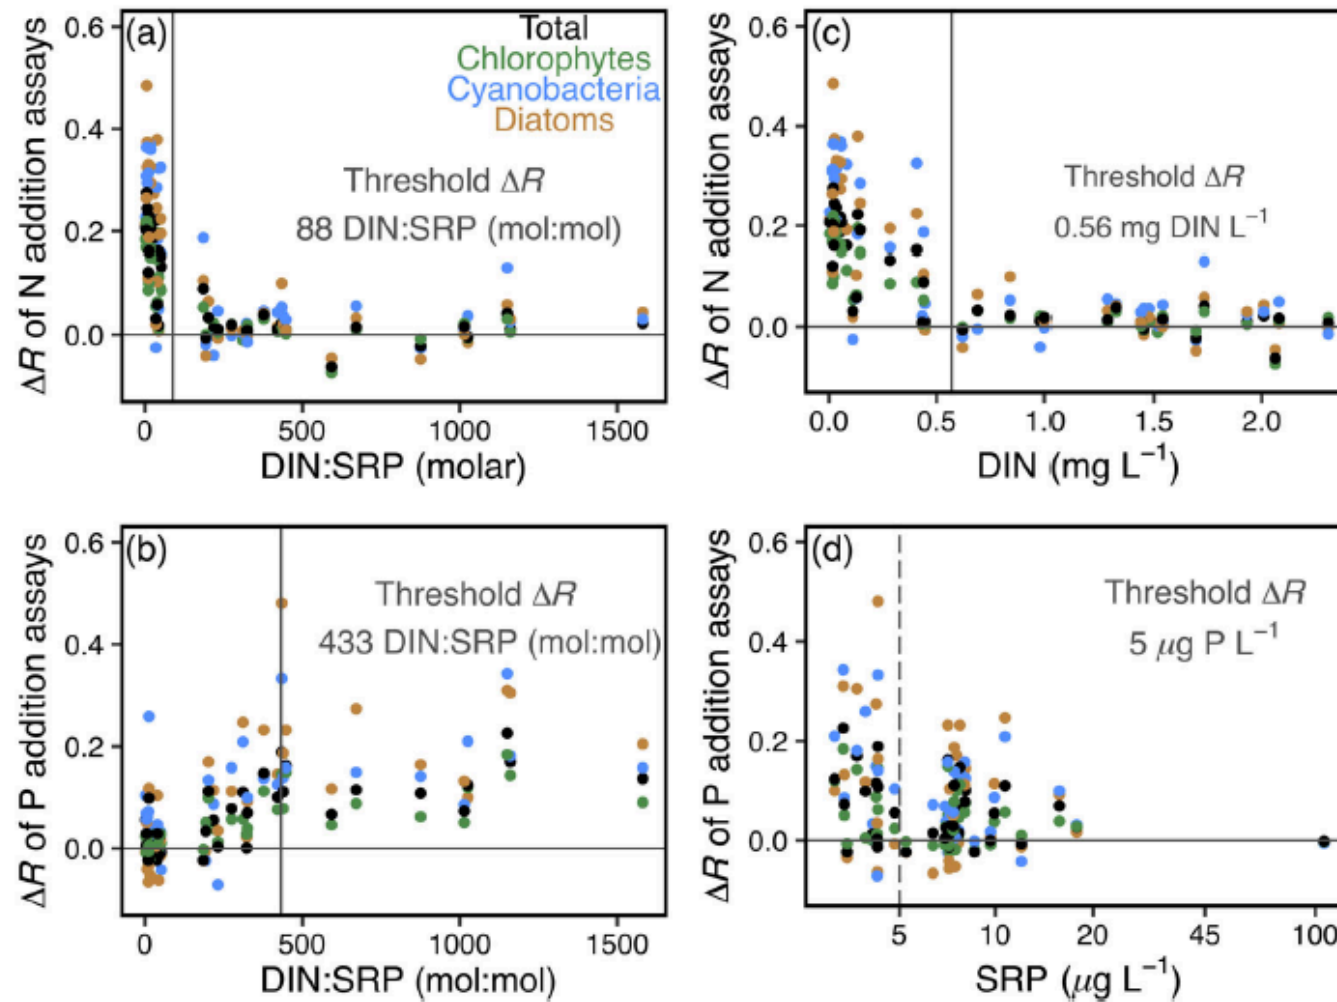 (a)
Total
Chlorophytes
Cyanobacteria
Diatoms
Threshold ΔR
88 DIN:SRP (mol:mol)
ΔR of N addition assays
0.6
0.4
0.2
0.0
0 500 1000 1500
DIN:SRP (molar)
(c)
Threshold ΔR
0.56 mg DIN L⁻¹
ΔR of N addition assays
0.6
0.4
0.2
0.0
0.0 0.5 1.0 1.5 2.0
DIN (mg L⁻¹)
(b)
Threshold ΔR
433 DIN:SRP (mol:mol)
ΔR of P addition assays
0.6
0.4
0.2
0.0
0 500 1000 1500
DIN:SRP (mol:mol)
(d)
Threshold ΔR
5 μg P L⁻¹
ΔR of P addition assays
0.6
0.4
0.2
0.0
5 10 20 45 100
SRP (μg L⁻¹)